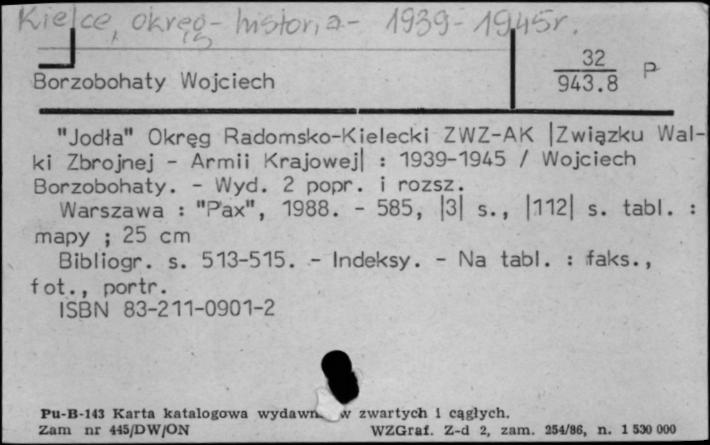 Kielce, okręg - historia - 1939-1945r.
32
943.8 P
Borzobohaty Wojciech
"Jodła" Okręg Radomsko-Kielecki ZWZ-AK |Związku Wal-
ki Zbrojnej - Armii Krajowej| : 1939-1945 / Wojciech
Borzobohaty. - Wyd. 2 popr. i rozsz.
Warszawa : "Pax", 1988. - 585, |3| s., |112| s. tabl. :
mapy ; 25 cm
Bibliogr. s. 513-515. - Indeksy. - Na tabl. : faks.,
fot., portr.
ISBN 83-211-0901-2
Pu-B-143 Karta katalogowa wydawn w zwartych i cągłych.
Zam nr 445/DW/ON WZGraf. Z-d 2, zam. 254/86, n. 1 530 000